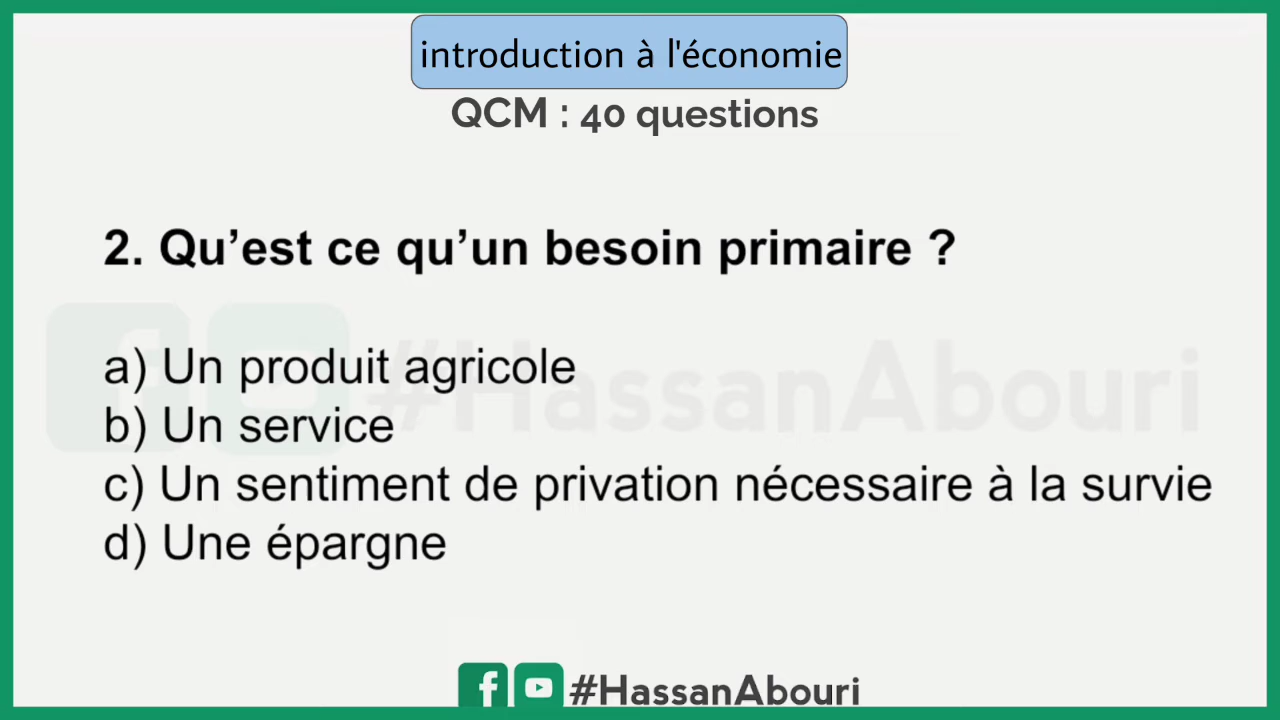 introduction à l'économie
QCM : 40 questions
2. Qu’est ce qu’un besoin primaire ?
#HassanAbouri
a) Un produit agricole
b) Un service
c) Un sentiment de privation nécessaire à la survie
d) Une épargne
#HassanAbouri